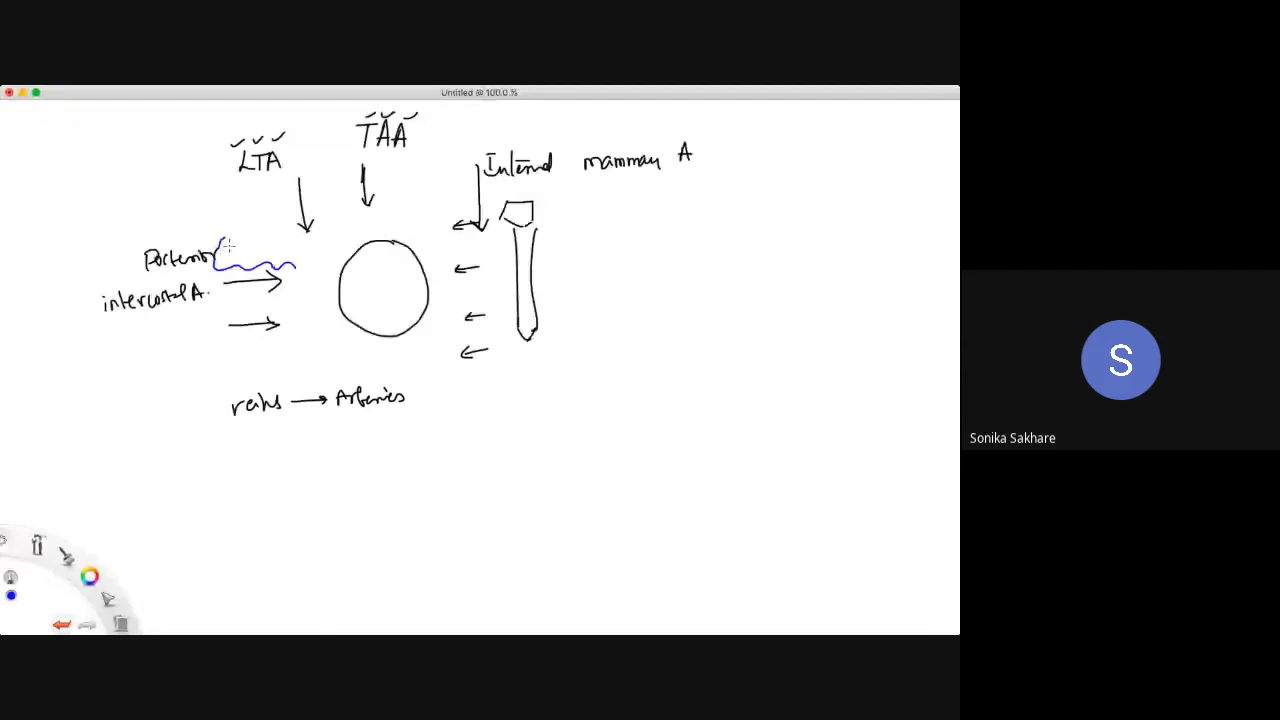 Untitled @ 100.0 %
TAA
LTA
Internal mammary A
Posterior
intercostal A.
veins → Arteries
S
Sonika Sakhare